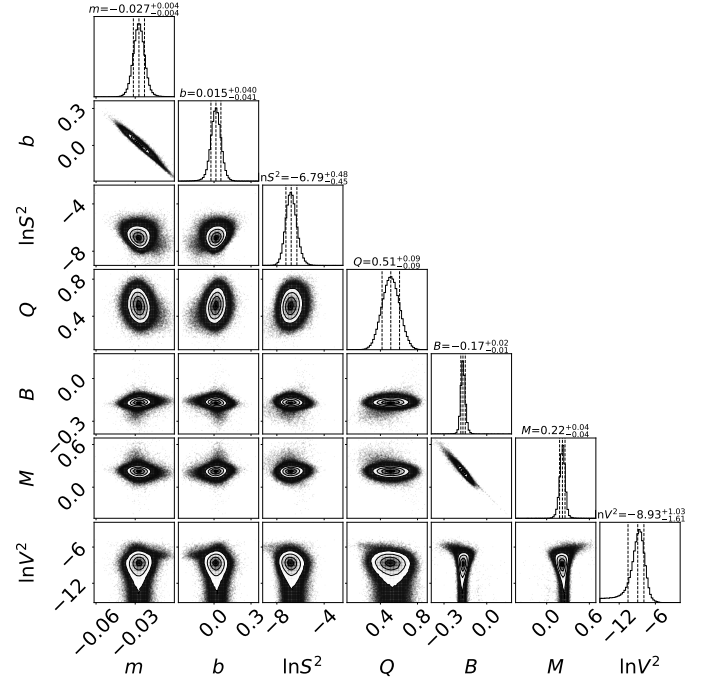 m=−0.027+0.004−0.004
b=0.015+0.040−0.041
0.3
0.0
b
nS²=−6.79+0.48−0.45
−4
−8
lnS²
Q=0.51+0.09−0.09
0.8
0.4
Q
B=−0.17+0.02−0.01
0.0
−0.3
B
M=0.22+0.04−0.04
0.6
0.0
M
nV²=−8.93+1.03−1.61
−6
−12
lnV²
−0.06 −0.03 0.0 0.3 −8 −4 0.4 0.8 −0.3 0.0 0.0 0.6 −12 −6
m b lnS² Q B M lnV²